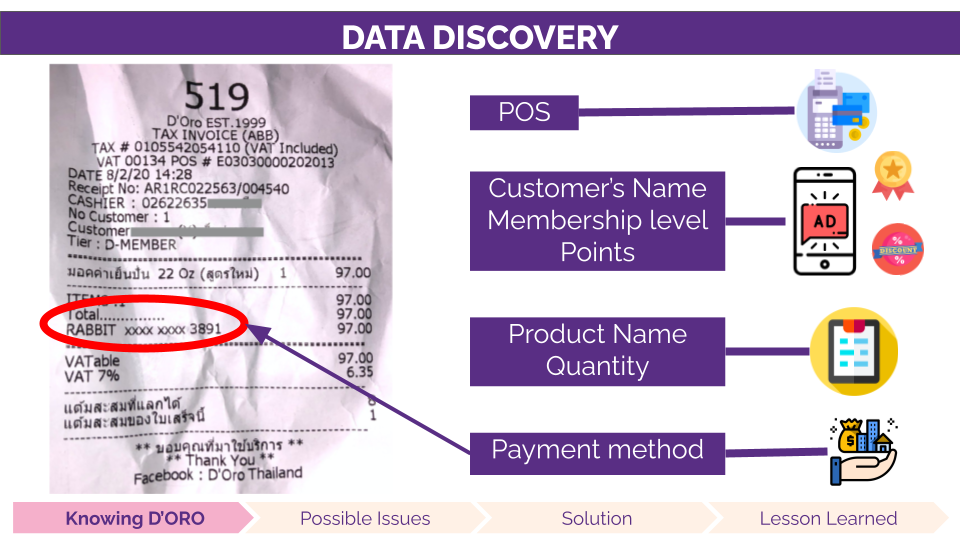 DATA DISCOVERY
519
D'Oro EST.1999
TAX INVOICE (ABB)
TAX # 0105542054110 (VAT Included)
VAT 00134 POS # E03030000202013
DATE 8/2/20 14:28
Receipt No: AR1RC022563/004540
CASHIER : 02622635
No Customer : 1
Customer
Tier : D-MEMBER
มอคค่าเย็นปั่น 22 Oz (สูตรใหม่) 1 97.00
97.00
Total............... 97.00
RABBIT xxxx xxxx 3891 97.00
VATable 97.00
VAT 7% 6.35
แต้มสะสมที่แลกได้
แต้มสะสมของใบเสร็จนี้ 1
** ขอบคุณที่มาใช้บริการ **
** Thank You **
Facebook : D'Oro Thailand
POS
Customer's Name
Membership level
Points
AD
%
DISCOUNT
%
Product Name
Quantity
Payment method
$
Knowing D'ORO
Possible Issues
Solution
Lesson Learned